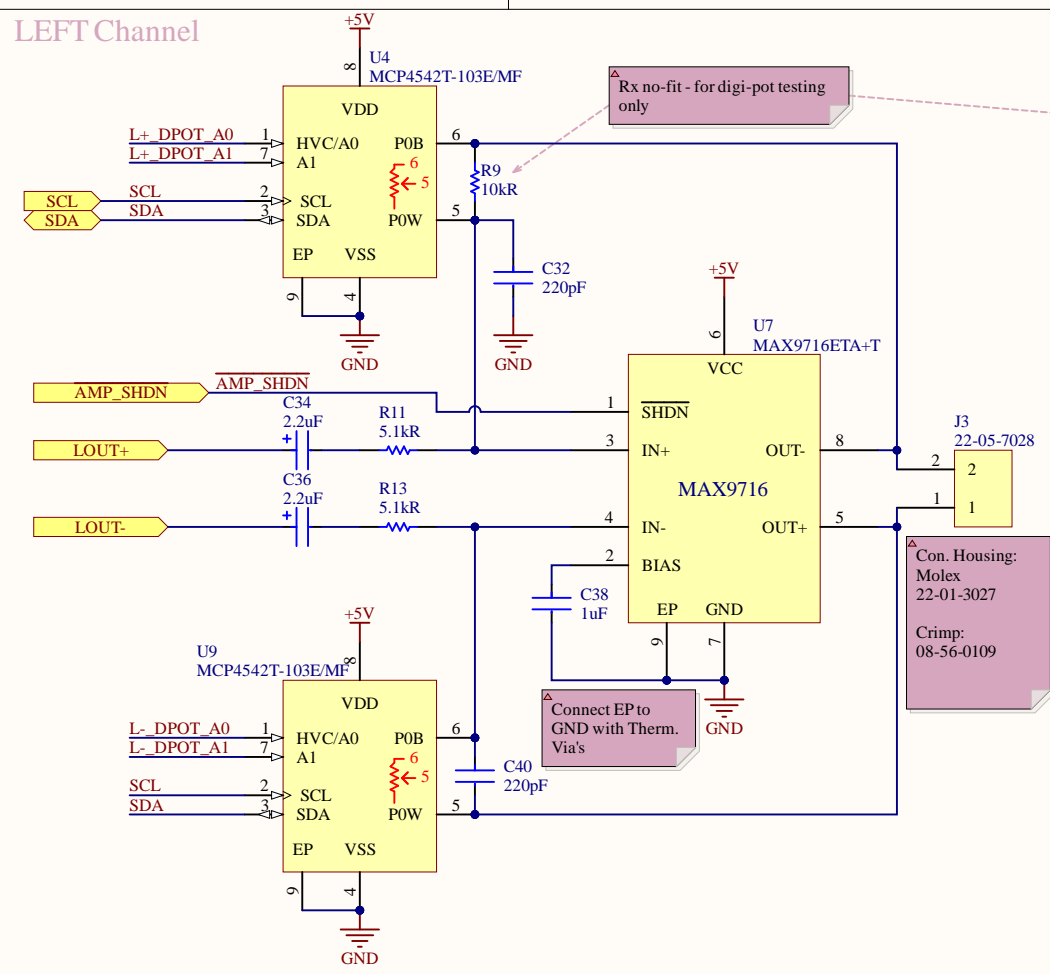 LEFT Channel
+5V
U4
MCP4542T-103E/MF
8
VDD
L+_DPOT_A0
1
HVC/A0
P0B
6
L+_DPOT_A1
7
A1
6
5
R9
10kR
Rx no-fit - for digi-pot testing
only
SCL
SCL
2
SCL
SDA
SDA
3
SDA
P0W
5
EP
VSS
9
4
GND
C32
220pF
GND
+5V
6
U7
MAX9716ETA+T
VCC
AMP_SHDN
AMP_SHDN
1
SHDN
C34
2.2uF
+
R11
5.1kR
LOUT+
3
IN+
OUT-
8
J3
22-05-7028
2
2
C36
2.2uF
+
R13
5.1kR
MAX9716
1
1
LOUT-
4
IN-
OUT+
5
2
BIAS
C38
1uF
EP
GND
9
7
GND
Con. Housing:
Molex
22-01-3027
Crimp:
08-56-0109
Connect EP to
GND with Therm.
Via's
+5V
U9
MCP4542T-103E/MF
8
VDD
L-_DPOT_A0
1
HVC/A0
P0B
6
L-_DPOT_A1
7
A1
6
5
C40
220pF
SCL
2
SCL
SDA
3
SDA
P0W
5
EP
VSS
9
4
GND